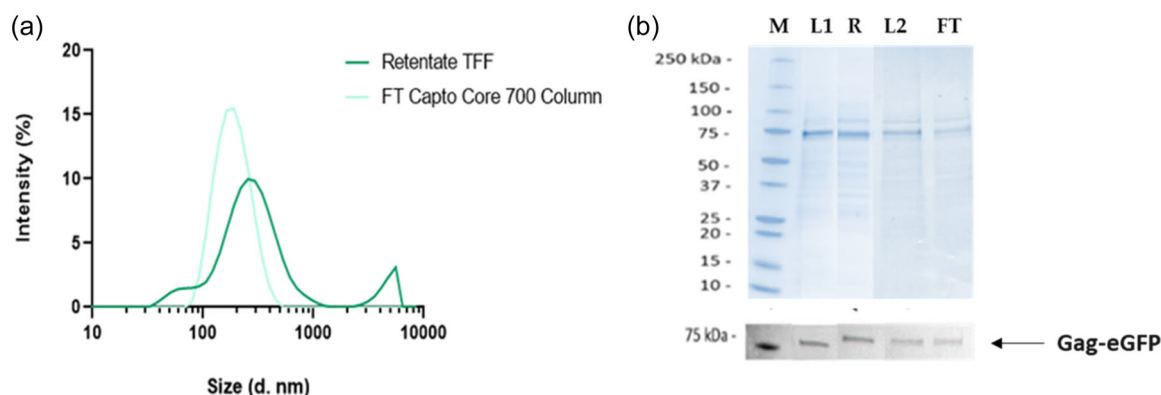 (a)
20
15
10
5
0
Intensity (%)
10 100 1000 10000
Size (d. nm)
Retentate TFF
FT Capto Core 700 Column
(b)
M L1 R L2 FT
250 kDa -
150 -
100 -
75 -
50 -
37 -
25 -
20 -
15 -
10 -
75 kDa -
Gag-eGFP